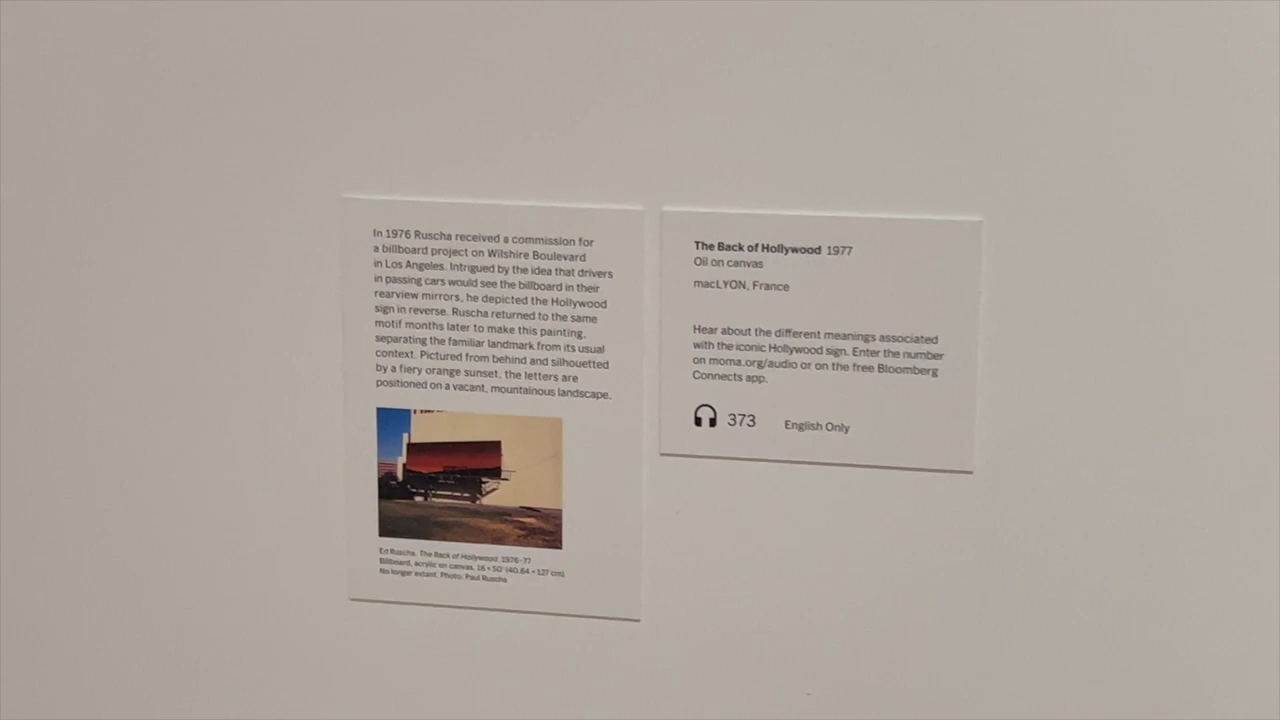 In 1976 Ruscha received a commission for
a billboard project on Wilshire Boulevard
in Los Angeles. Intrigued by the idea that drivers
in passing cars would see the billboard in their
rearview mirrors, he depicted the Hollywood
sign in reverse. Ruscha returned to the same
motif months later to make this painting,
separating the familiar landmark from its usual
context. Pictured from behind and silhouetted
by a fiery orange sunset, the letters are
positioned on a vacant, mountainous landscape.
Ed Ruscha. The Back of Hollywood. 1976–77
Billboard, acrylic on canvas, 16 × 50' (40.64 × 127 cm).
No longer extant. Photo: Paul Ruscha
The Back of Hollywood 1977
Oil on canvas
macLYON, France
Hear about the different meanings associated
with the iconic Hollywood sign. Enter the number
on moma.org/audio or on the free Bloomberg
Connects app.
373 English Only